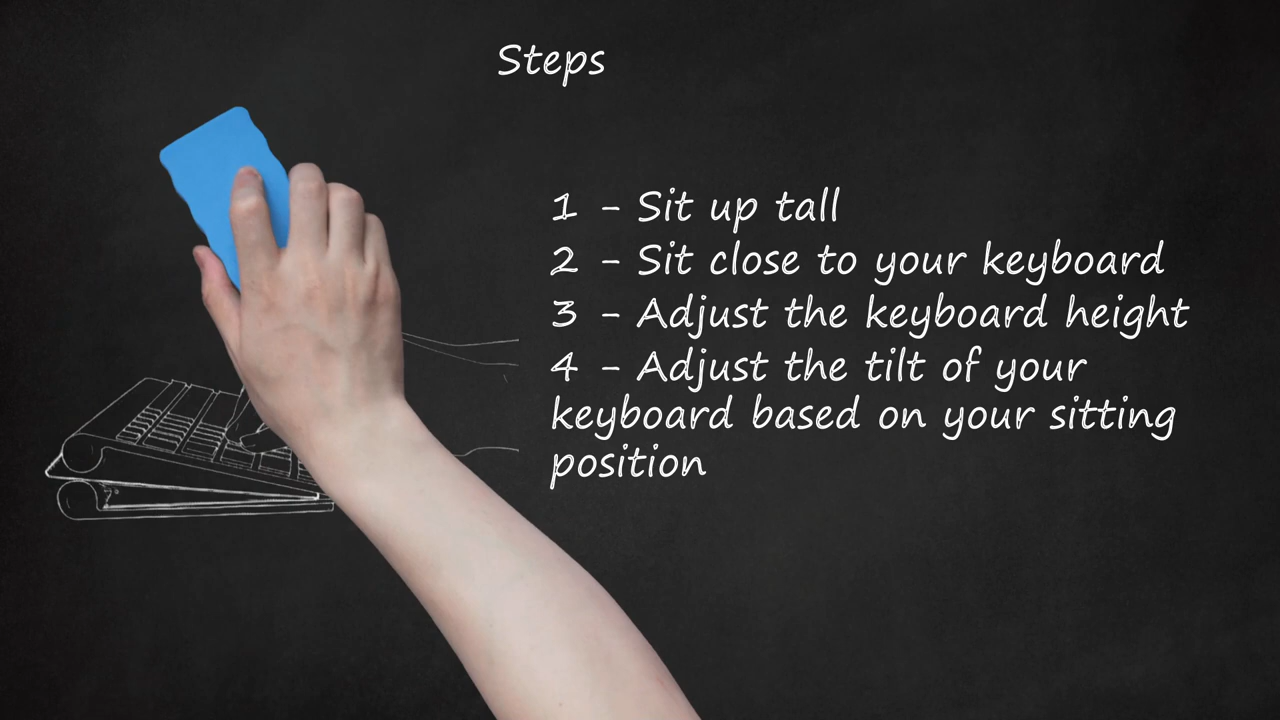 Steps
1 - Sit up tall
2 - Sit close to your keyboard
3 - Adjust the keyboard height
4 - Adjust the tilt of your
keyboard based on your sitting
position